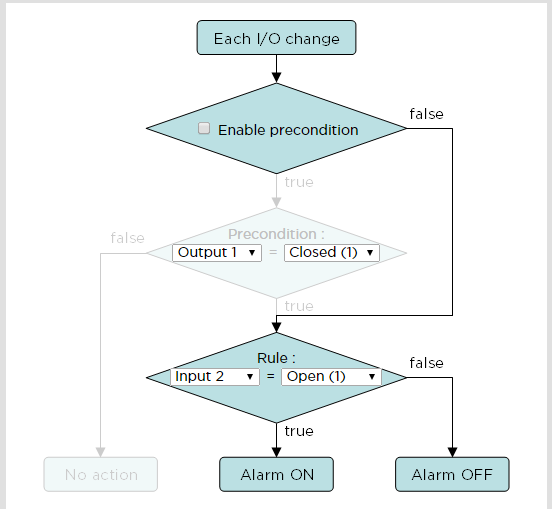 Each I/O change
false
Enable precondition
true
false
Precondition :
Output 1 = Closed (1)
true
Rule :
false
Input 2 = Open (1)
true
No action
Alarm ON
Alarm OFF